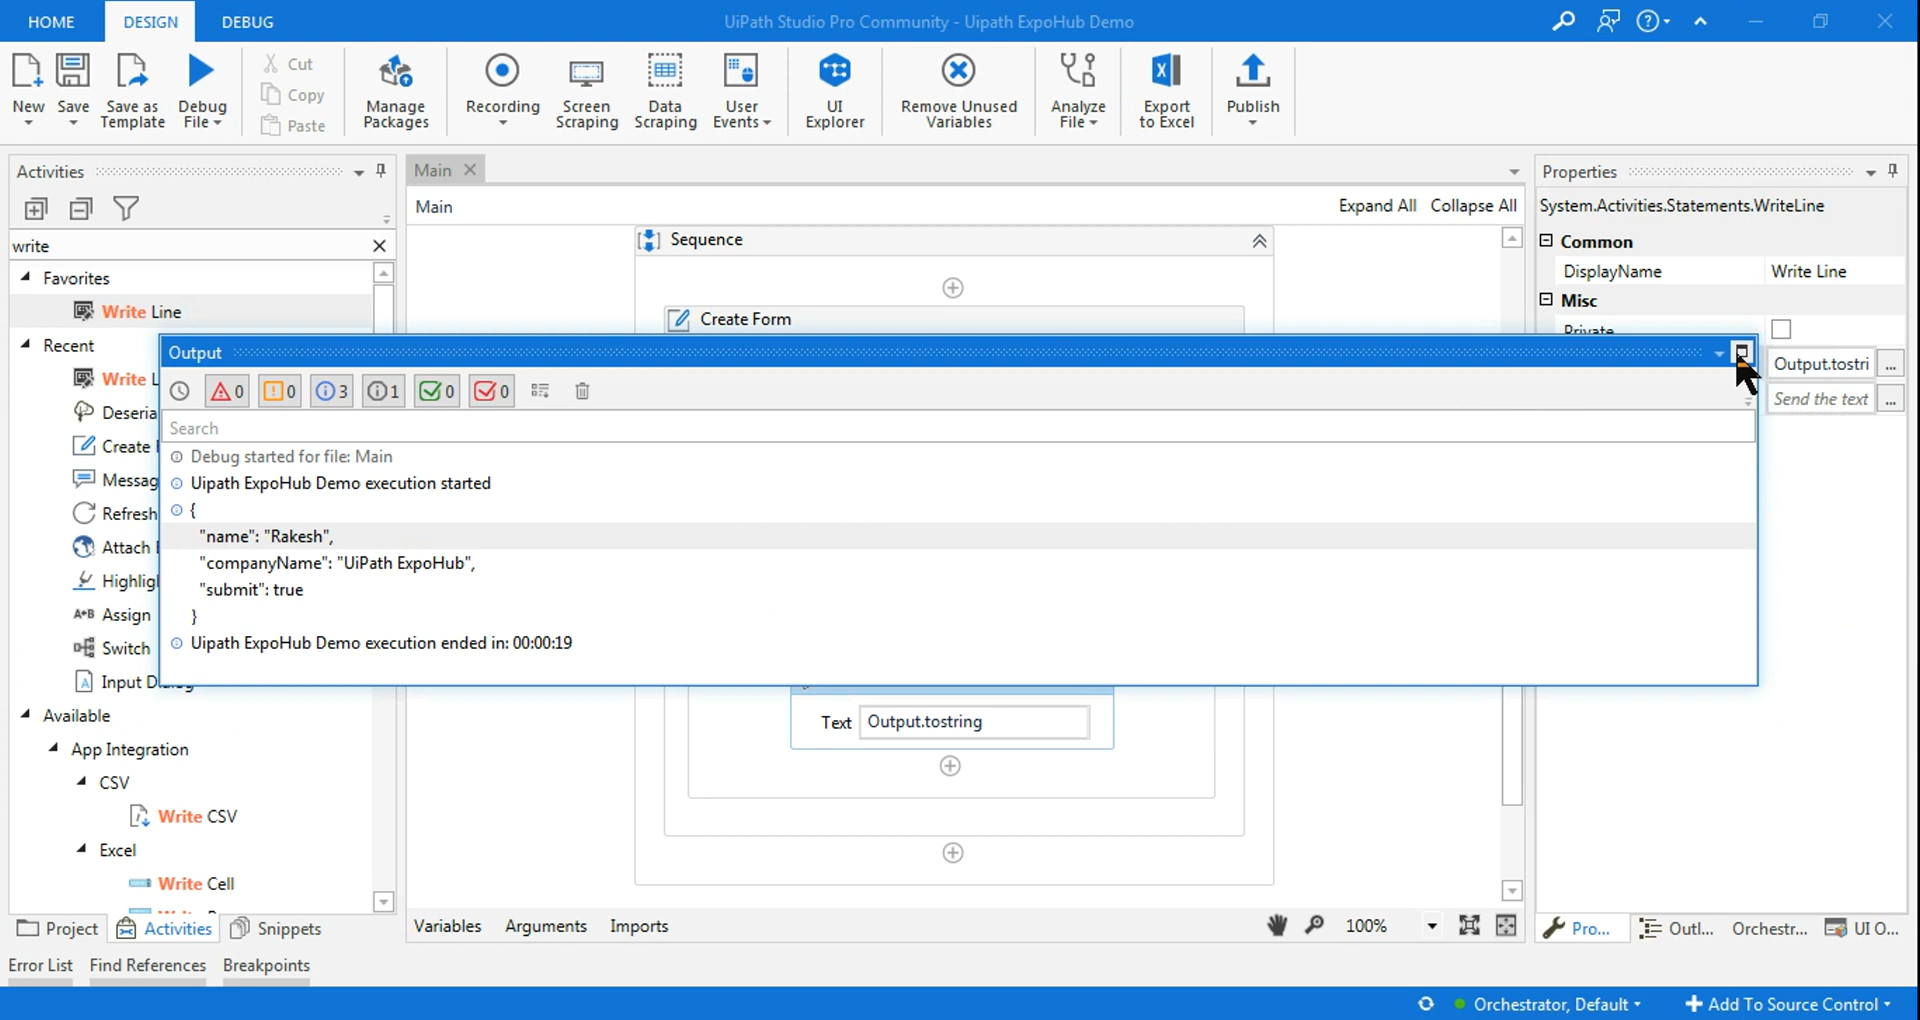 HOME DESIGN DEBUG UiPath Studio Pro Community - Uipath ExpoHub Demo
New Save Save as Template Debug File
Cut
Copy
Paste
Manage Packages
Recording Screen Scraping Data Scraping User Events
UI Explorer
Remove Unused Variables
Analyze File
Export to Excel
Publish
Activities
write
Favorites
Write Line
Recent
Write L
Deseria
Create
Messag
Refresh
Attach
Highlig
Assign
Switch
Input D
Available
App Integration
CSV
Write CSV
Excel
Write Cell
Project Activities Snippets
Main
Main Expand All Collapse All
Sequence
Create Form
Output
0 0 3 1 0 0
Search
Debug started for file: Main
Uipath ExpoHub Demo execution started
{
"name": "Rakesh",
"companyName": "UiPath ExpoHub",
"submit": true
}
Uipath ExpoHub Demo execution ended in: 00:00:19
Text Output.tostring
Variables Arguments Imports 100%
Properties
System.Activities.Statements.WriteLine
Common
DisplayName Write Line
Misc
Private
Output.tostri ...
Send the text ...
Pro... Outl... Orchestr... UI O...
Error List Find References Breakpoints
Orchestrator, Default Add To Source Control